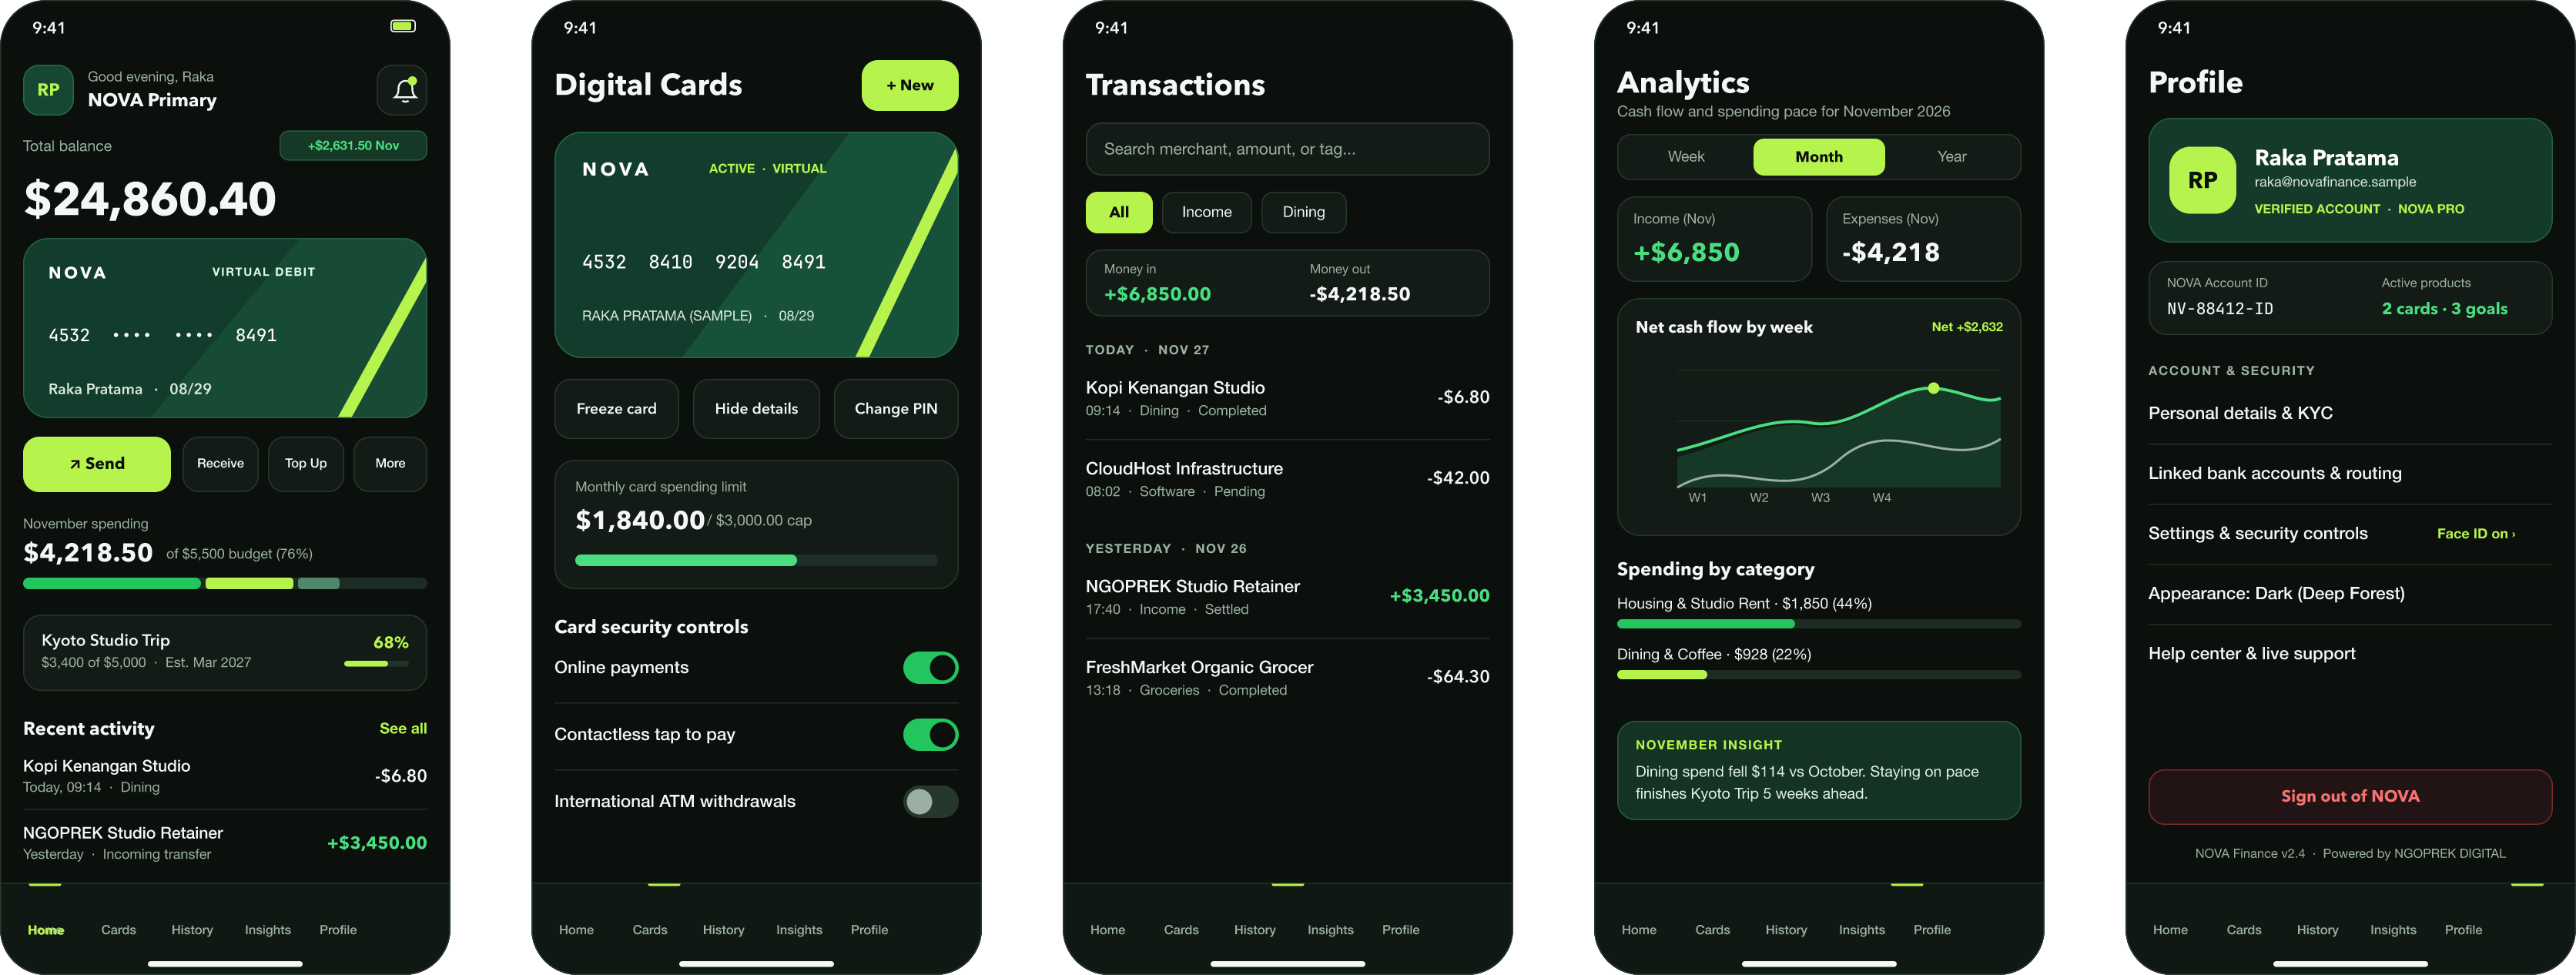 9:41
RP
Good evening, Raka
NOVA Primary
Total balance
+$2,631.50 Nov
$24,860.40
NOVA VIRTUAL DEBIT
4532 •••• •••• 8491
Raka Pratama · 08/29
↗ Send
Receive
Top Up
More
November spending
$4,218.50 of $5,500 budget (76%)
Kyoto Studio Trip
68%
$3,400 of $5,000 · Est. Mar 2027
Recent activity
See all
Kopi Kenangan Studio
-$6.80
Today, 09:14 · Dining
NGOPREK Studio Retainer
+$3,450.00
Yesterday · Incoming transfer
Home Cards History Insights Profile
9:41
Digital Cards
+ New
NOVA ACTIVE · VIRTUAL
4532 8410 9204 8491
RAKA PRATAMA (SAMPLE) · 08/29
Freeze card
Hide details
Change PIN
Monthly card spending limit
$1,840.00 / $3,000.00 cap
Card security controls
Online payments
Contactless tap to pay
International ATM withdrawals
Home Cards History Insights Profile
9:41
Transactions
Search merchant, amount, or tag...
All
Income
Dining
Money in
Money out
+$6,850.00
-$4,218.50
TODAY · NOV 27
Kopi Kenangan Studio
-$6.80
09:14 · Dining · Completed
CloudHost Infrastructure
-$42.00
08:02 · Software · Pending
YESTERDAY · NOV 26
NGOPREK Studio Retainer
+$3,450.00
17:40 · Income · Settled
FreshMarket Organic Grocer
-$64.30
13:18 · Groceries · Completed
Home Cards History Insights Profile
9:41
Analytics
Cash flow and spending pace for November 2026
Week
Month
Year
Income (Nov)
+$6,850
Expenses (Nov)
-$4,218
Net cash flow by week
Net +$2,632
W1 W2 W3 W4
Spending by category
Housing & Studio Rent · $1,850 (44%)
Dining & Coffee · $928 (22%)
NOVEMBER INSIGHT
Dining spend fell $114 vs October. Staying on pace
finishes Kyoto Trip 5 weeks ahead.
Home Cards History Insights Profile
9:41
Profile
RP
Raka Pratama
raka@novafinance.sample
VERIFIED ACCOUNT · NOVA PRO
NOVA Account ID
Active products
NV-88412-ID
2 cards · 3 goals
ACCOUNT & SECURITY
Personal details & KYC
Linked bank accounts & routing
Settings & security controls
Face ID on ›
Appearance: Dark (Deep Forest)
Help center & live support
Sign out of NOVA
NOVA Finance v2.4 · Powered by NGOPREK DIGITAL
Home Cards History Insights Profile